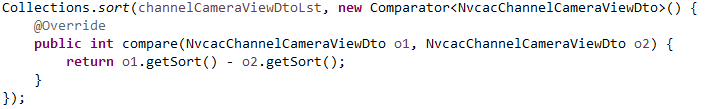 Collections.sort(channelCameraViewDtoLst, new Comparator<NvcacChannelCameraViewDto>() {
    @Override
    public int compare(NvcacChannelCameraViewDto o1, NvcacChannelCameraViewDto o2) {
        return o1.getSort() - o2.getSort();
    }
});